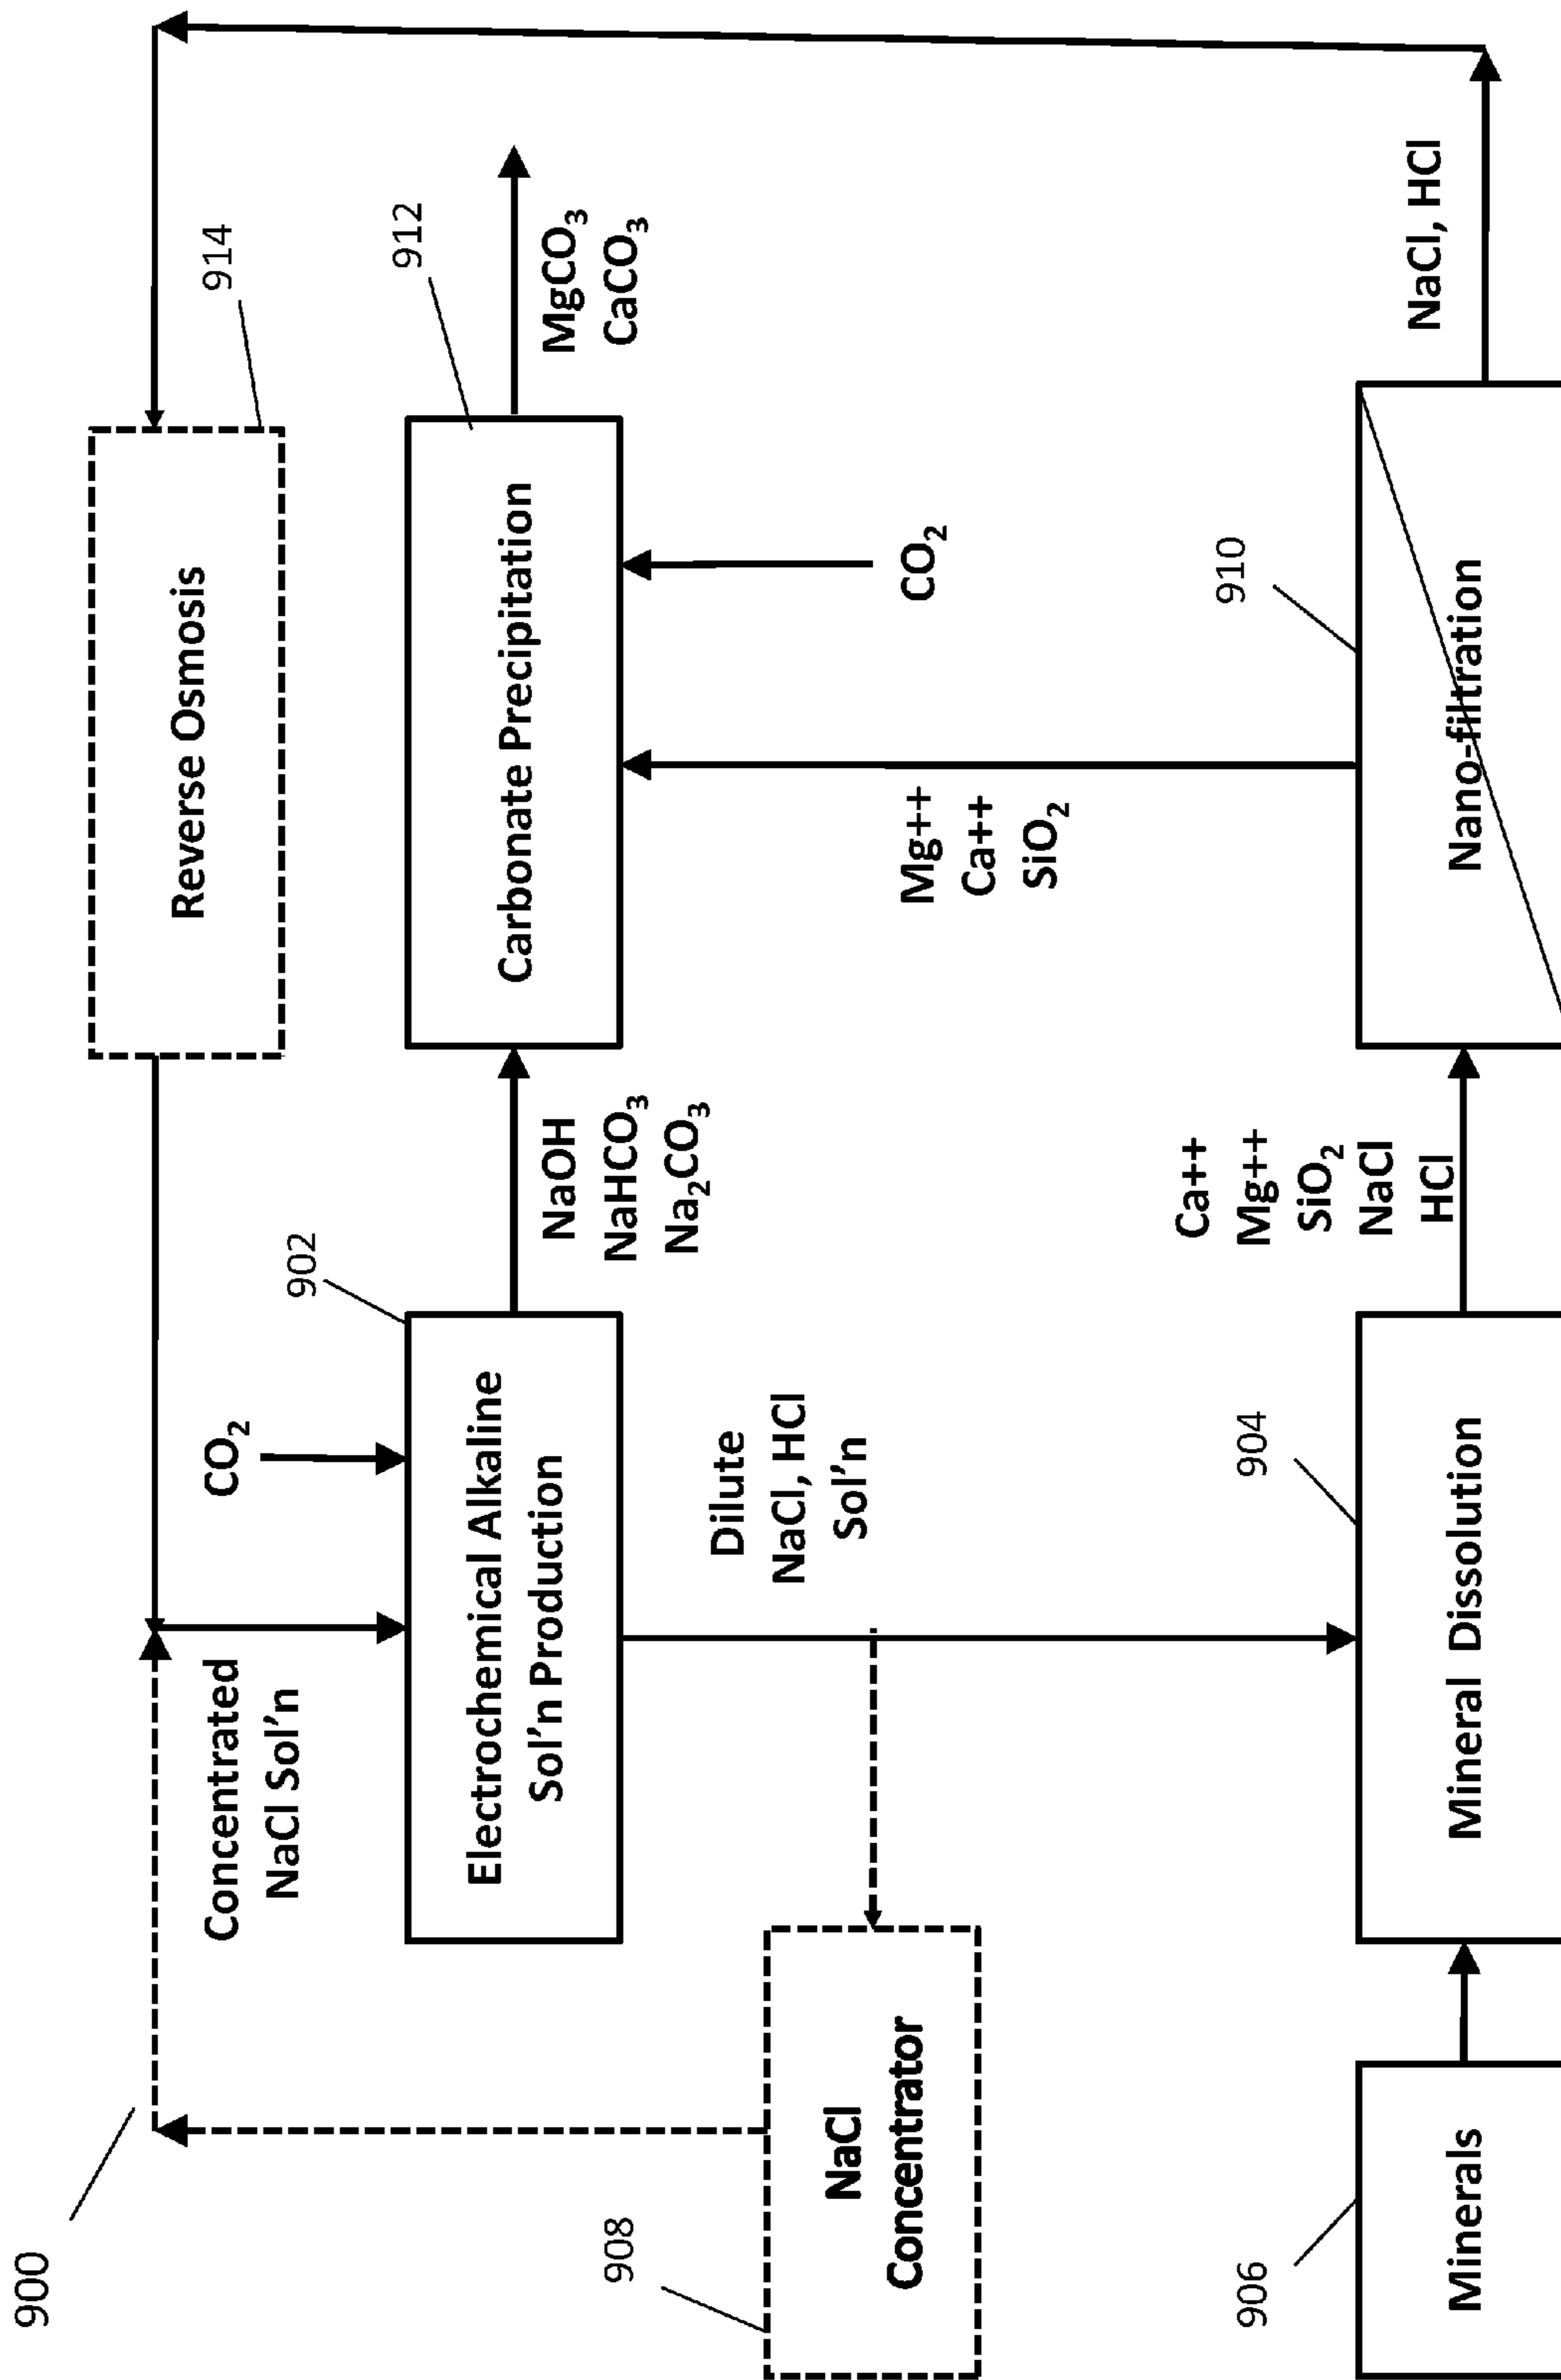 900
Reverse Osmosis
914
Concentrated
NaCl Sol'n
CO₂
902
912
Electrochemical Alkaline
Sol'n Production
NaOH
NaHCO₃
Na₂CO₃
Carbonate Precipitation
MgCO₃
CaCO₃
908
NaCl
Concentrator
Dilute
NaCl, HCl
Sol'n
Mg++
Ca++
SiO₂
CO₂
906
904
910
Minerals
Mineral Dissolution
Ca++
Mg++
SiO₂
NaCl
HCl
Nano-filtration
NaCl, HCl